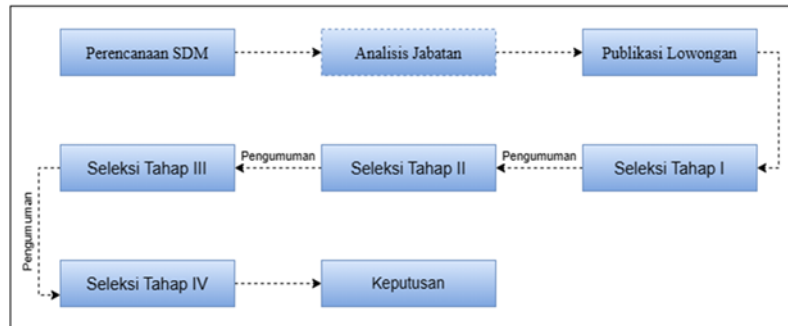 Perencanaan SDM
Analisis Jabatan
Publikasi Lowongan
Seleksi Tahap III
Pengumuman
Seleksi Tahap II
Pengumuman
Seleksi Tahap I
Pengumuman
Seleksi Tahap IV
Keputusan